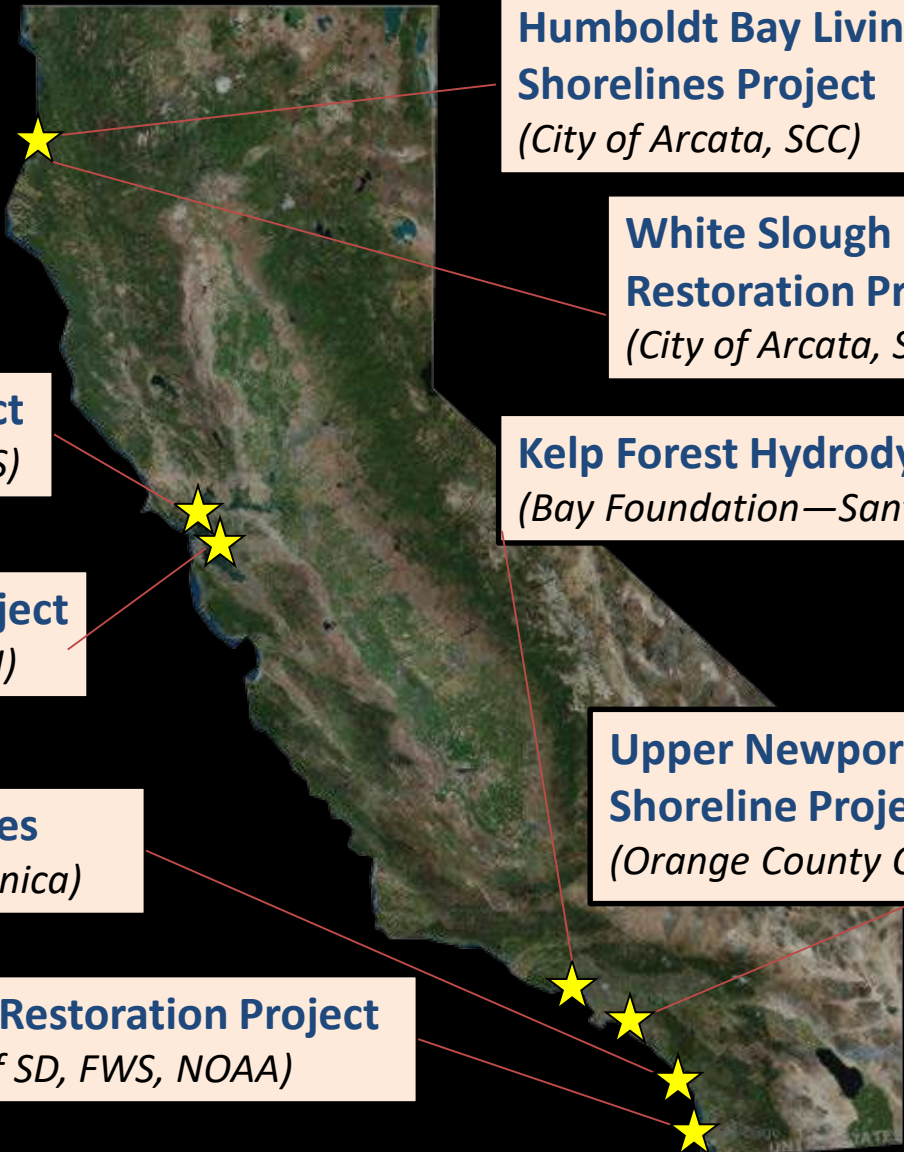 Humboldt Bay Livin
Shorelines Project
(City of Arcata, SCC)
White Slough
Restoration Pr
(City of Arcata, S
ct
S)
Kelp Forest Hydrody
(Bay Foundation—San
ject
)
Upper Newpor
Shoreline Proje
(Orange County C
es
nica)
Restoration Project
f SD, FWS, NOAA)